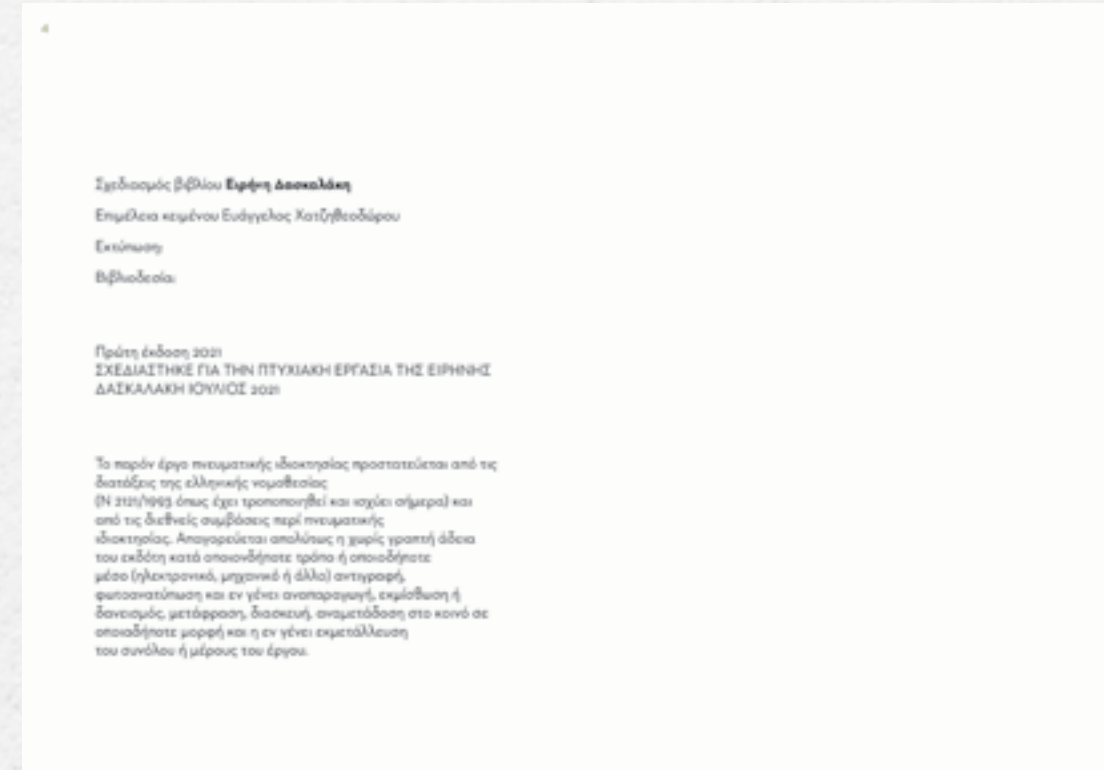 4
Σχεδιασμός βιβλίου Ειρήνη Δασκαλάκη
Επιμέλεια κειμένου Ευάγγελος Χατζηθεοδώρου
Εκτύπωση:
Βιβλιοδεσία:
Πρώτη έκδοση 2021
ΣΧΕΔΙΑΣΤΗΚΕ ΓΙΑ ΤΗΝ ΠΤΥΧΙΑΚΗ ΕΡΓΑΣΙΑ ΤΗΣ ΕΙΡΗΝΗΣ
ΔΑΣΚΑΛΑΚΗ ΙΟΥΛΙΟΣ 2021
Το παρόν έργο πνευματικής ιδιοκτησίας προστατεύεται από τις
διατάξεις της ελληνικής νομοθεσίας
(Ν 2121/1993 όπως έχει τροποποιηθεί και ισχύει σήμερα) και
από τις διεθνείς συμβάσεις περί πνευματικής
ιδιοκτησίας. Απαγορεύεται απολύτως η χωρίς γραπτή άδεια
του εκδότη κατά οποιονδήποτε τρόπο ή οποιοδήποτε
μέσο (ηλεκτρονικό, μηχανικό ή άλλο) αντιγραφή,
φωτοανατύπωση και εν γένει αναπαραγωγή, εκμίσθωση ή
δανεισμός, μετάφραση, διασκευή, αναμετάδοση στο κοινό σε
οποιαδήποτε μορφή και η εν γένει εκμετάλλευση
του συνόλου ή μέρους του έργου.